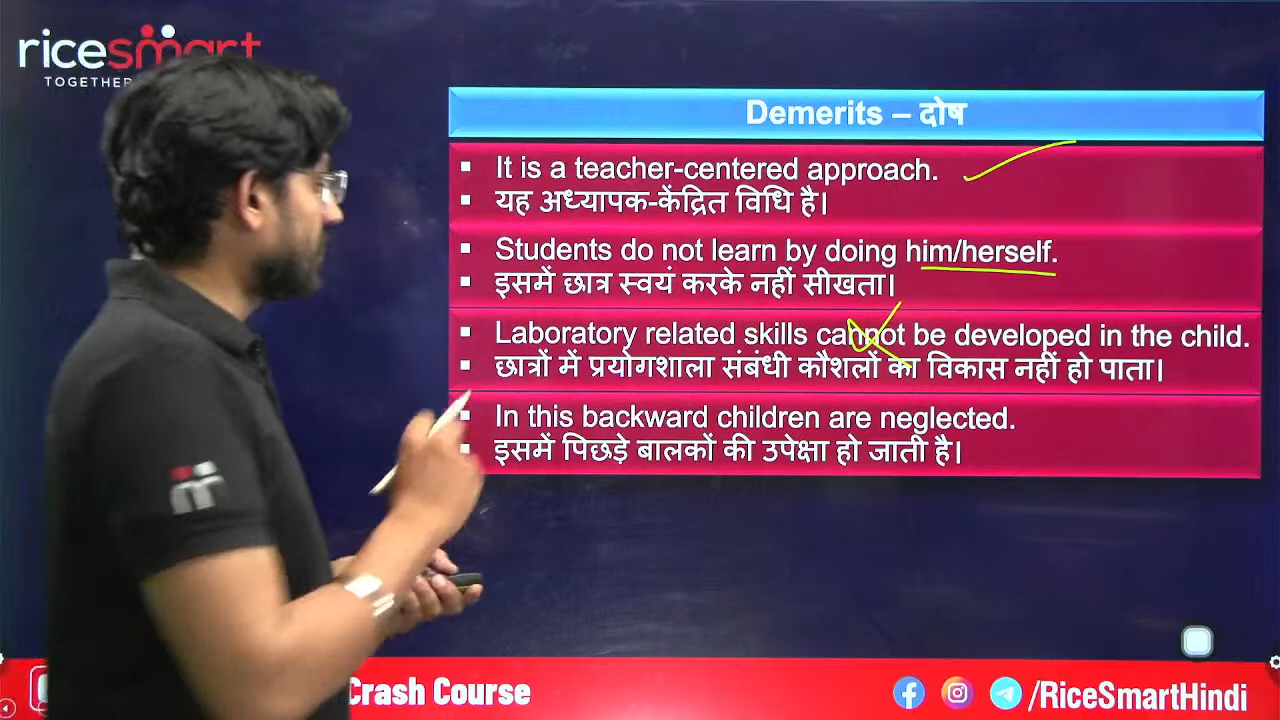 ricesmart
TOGETHER
Demerits – दोष
▪ It is a teacher-centered approach.
▪ यह अध्यापक-केंद्रित विधि है।
▪ Students do not learn by doing him/herself.
▪ इसमें छात्र स्वयं करके नहीं सीखता।
▪ Laboratory related skills cannot be developed in the child.
▪ छात्रों में प्रयोगशाला संबंधी कौशलों का विकास नहीं हो पाता।
▪ In this backward children are neglected.
▪ इसमें पिछड़े बालकों की उपेक्षा हो जाती है।
Crash Course
/RiceSmartHindi